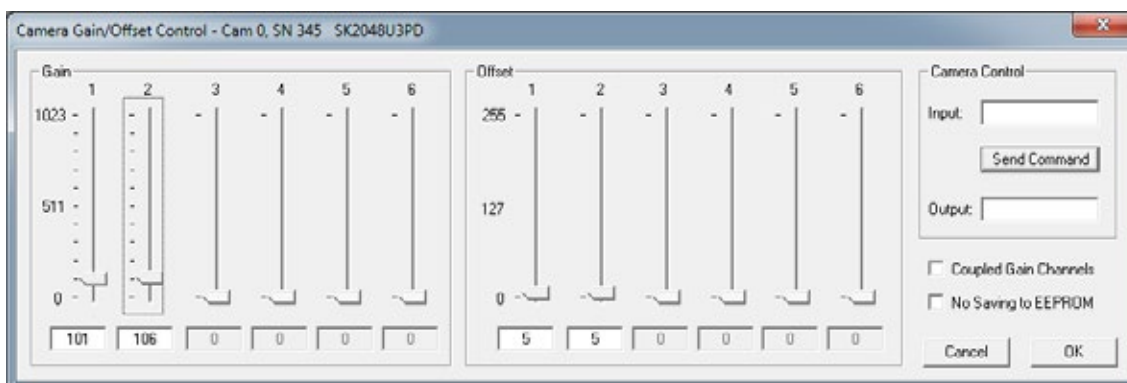 Camera Gain/Offset Control - Cam 0, SN 345 SK2048U3PD
Gain
1 2 3 4 5 6
1023
511
0
101 106 0 0 0 0
Offset
1 2 3 4 5 6
255
127
0
5 5 0 0 0 0
Camera Control
Input:
Send Command
Output:
Coupled Gain Channels
No Saving to EEPROM
Cancel OK